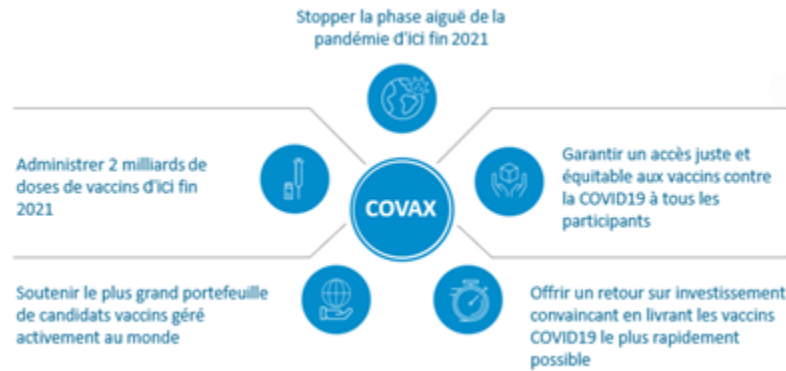 Stopper la phase aiguë de la
pandémie d'ici fin 2021
Administrer 2 milliards de
doses de vaccins d'ici fin
2021
COVAX
Garantir un accès juste et
équitable aux vaccins contre
la COVID19 à tous les
participants
Soutenir le plus grand portefeuille
de candidats vaccins géré
activement au monde
Offrir un retour sur investissement
convaincant en livrant les vaccins
COVID19 le plus rapidement
possible